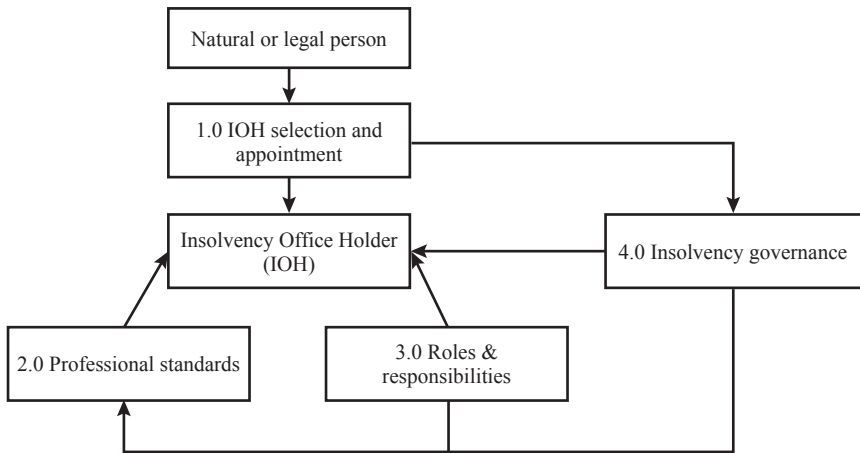 Natural or legal person
1.0 IOH selection and
appointment
Insolvency Office Holder
(IOH)
4.0 Insolvency governance
2.0 Professional standards
3.0 Roles &
responsibilities